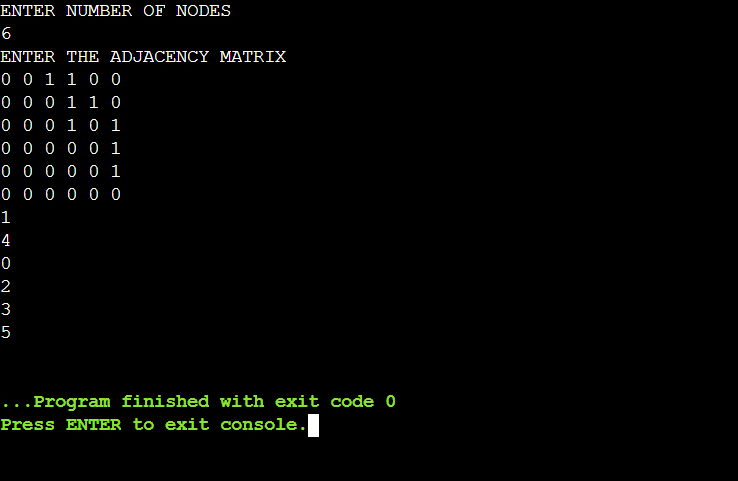 ENTER NUMBER OF NODES
6
ENTER THE ADJACENCY MATRIX
0 0 1 1 0 0
0 0 0 1 1 0
0 0 0 1 0 1
0 0 0 0 0 1
0 0 0 0 0 1
0 0 0 0 0 0
1
4
0
2
3
5
...Program finished with exit code 0
Press ENTER to exit console.